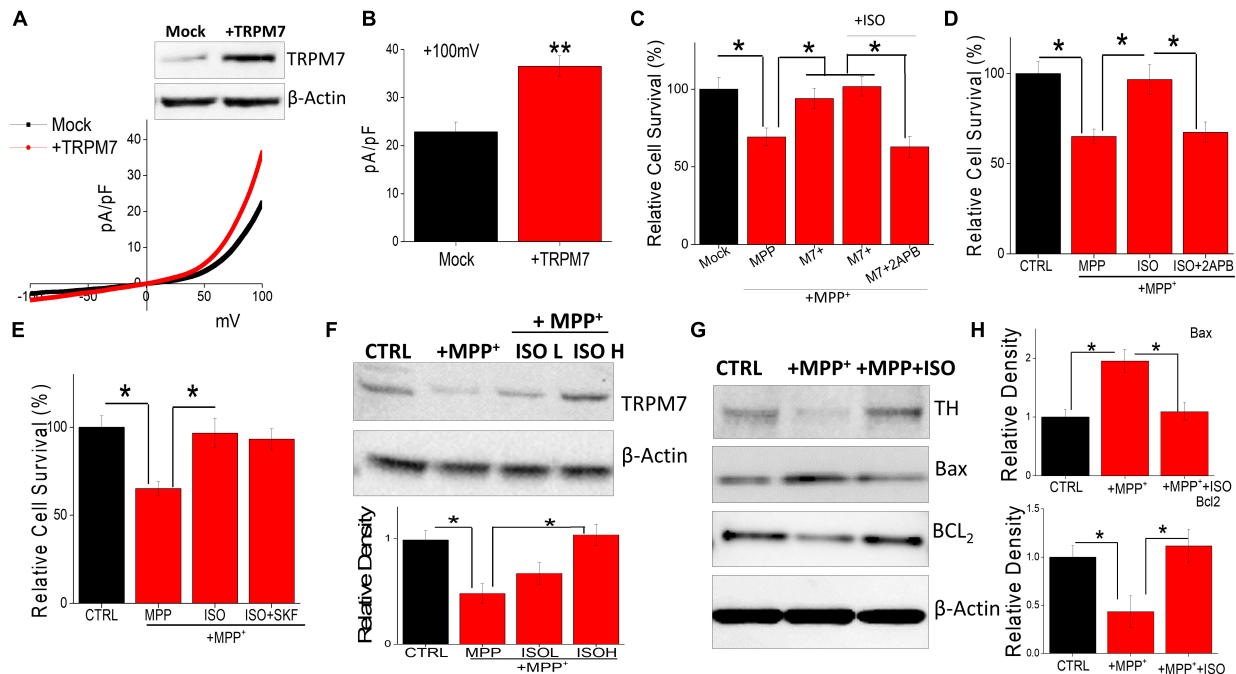 A
Mock +TRPM7
TRPM7
β-Actin
Mock
+TRPM7
pA/pF
40
30
20
10
0
-100 -50 0 50 100
mV
B
+100mV
**
pA/pF
40
30
20
10
0
Mock +TRPM7
C
+ISO
* * *
Relative Cell Survival (%)
100
50
0
Mock MPP M7+ M7+ M7+2APB
+MPP⁺
D
* * *
Relative Cell Survival (%)
100
50
0
CTRL MPP ISO ISO+2APB
+MPP⁺
E
* *
Relative Cell Survival (%)
100
50
0
CTRL MPP ISO ISO+SKF
+MPP⁺
F
+ MPP⁺
CTRL +MPP⁺ ISO L ISO H
TRPM7
β-Actin
* *
Relative Density
1
0
CTRL MPP ISOL ISOH
+MPP⁺
G
CTRL +MPP⁺ +MPP+ISO
TH
Bax
BCL₂
β-Actin
H
Bax
* *
Relative Density
2
1
0
CTRL +MPP⁺ +MPP⁺+ISO
Bcl2
* *
Relative Density
1.5
1.0
0.5
0.0
CTRL +MPP⁺ +MPP⁺+ISO